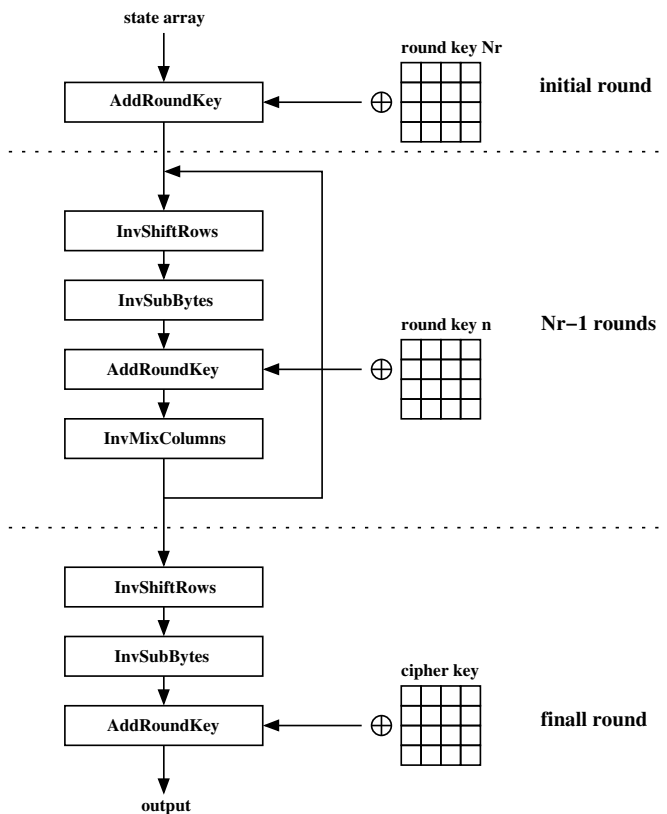 state array
round key Nr
AddRoundKey
initial round
InvShiftRows
InvSubBytes
round key n
Nr−1 rounds
AddRoundKey
InvMixColumns
InvShiftRows
InvSubBytes
cipher key
AddRoundKey
finall round
output